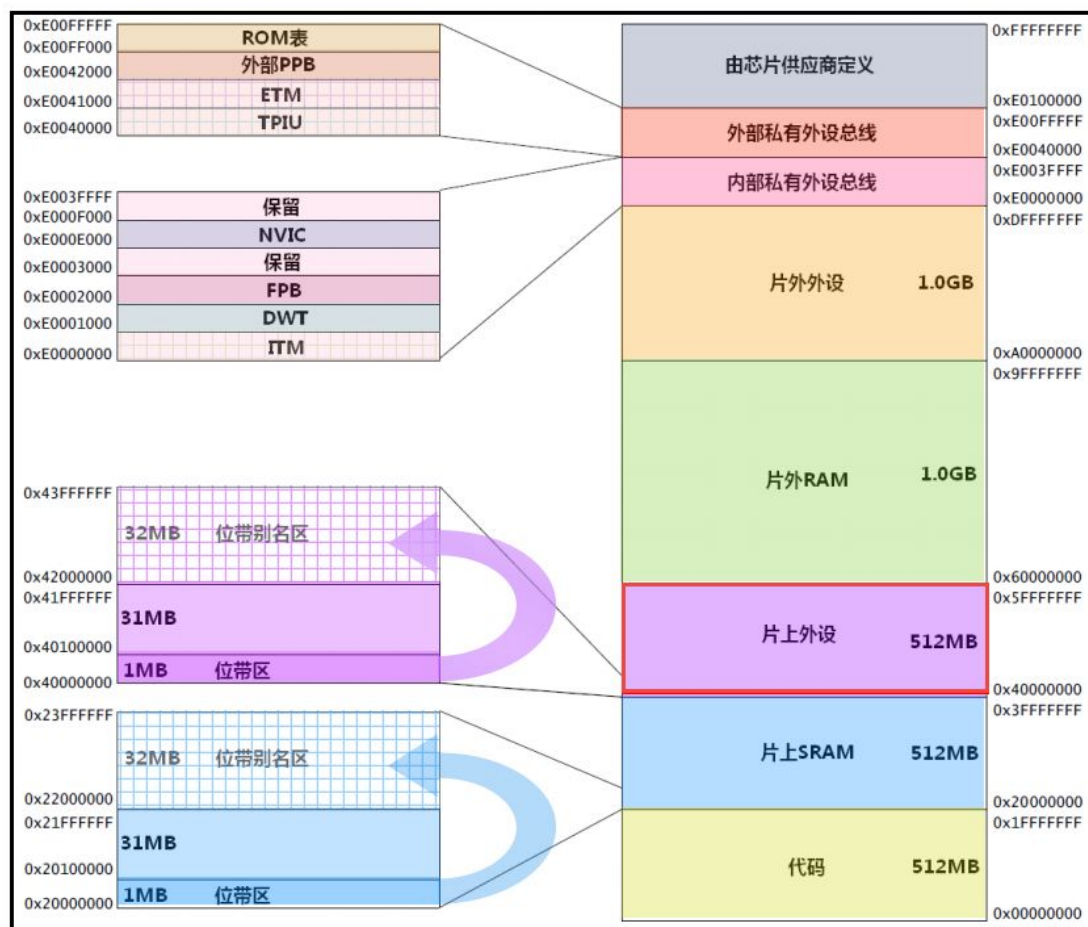 0xE00FFFFF
ROM表
0xE00FF000
外部PPB
0xE0042000
ETM
0xE0041000
TPIU
0xE0040000
0xE003FFFF
保留
0xE000F000
NVIC
0xE000E000
保留
0xE0003000
FPB
0xE0002000
DWT
0xE0001000
ITM
0xE0000000
0x43FFFFFF
32MB 位带别名区
0x42000000
0x41FFFFFF
31MB
0x40100000
1MB 位带区
0x40000000
0x23FFFFFF
32MB 位带别名区
0x22000000
0x21FFFFFF
31MB
0x20100000
1MB 位带区
0x20000000
0xFFFFFFFF
由芯片供应商定义
0xE0100000
0xE00FFFFF
外部私有外设总线
0xE0040000
0xE003FFFF
内部私有外设总线
0xE0000000
0xDFFFFFFF
片外外设 1.0GB
0xA0000000
0x9FFFFFFF
片外RAM 1.0GB
0x60000000
0x5FFFFFFF
片上外设 512MB
0x40000000
0x3FFFFFFF
片上SRAM 512MB
0x20000000
0x1FFFFFFF
代码 512MB
0x00000000